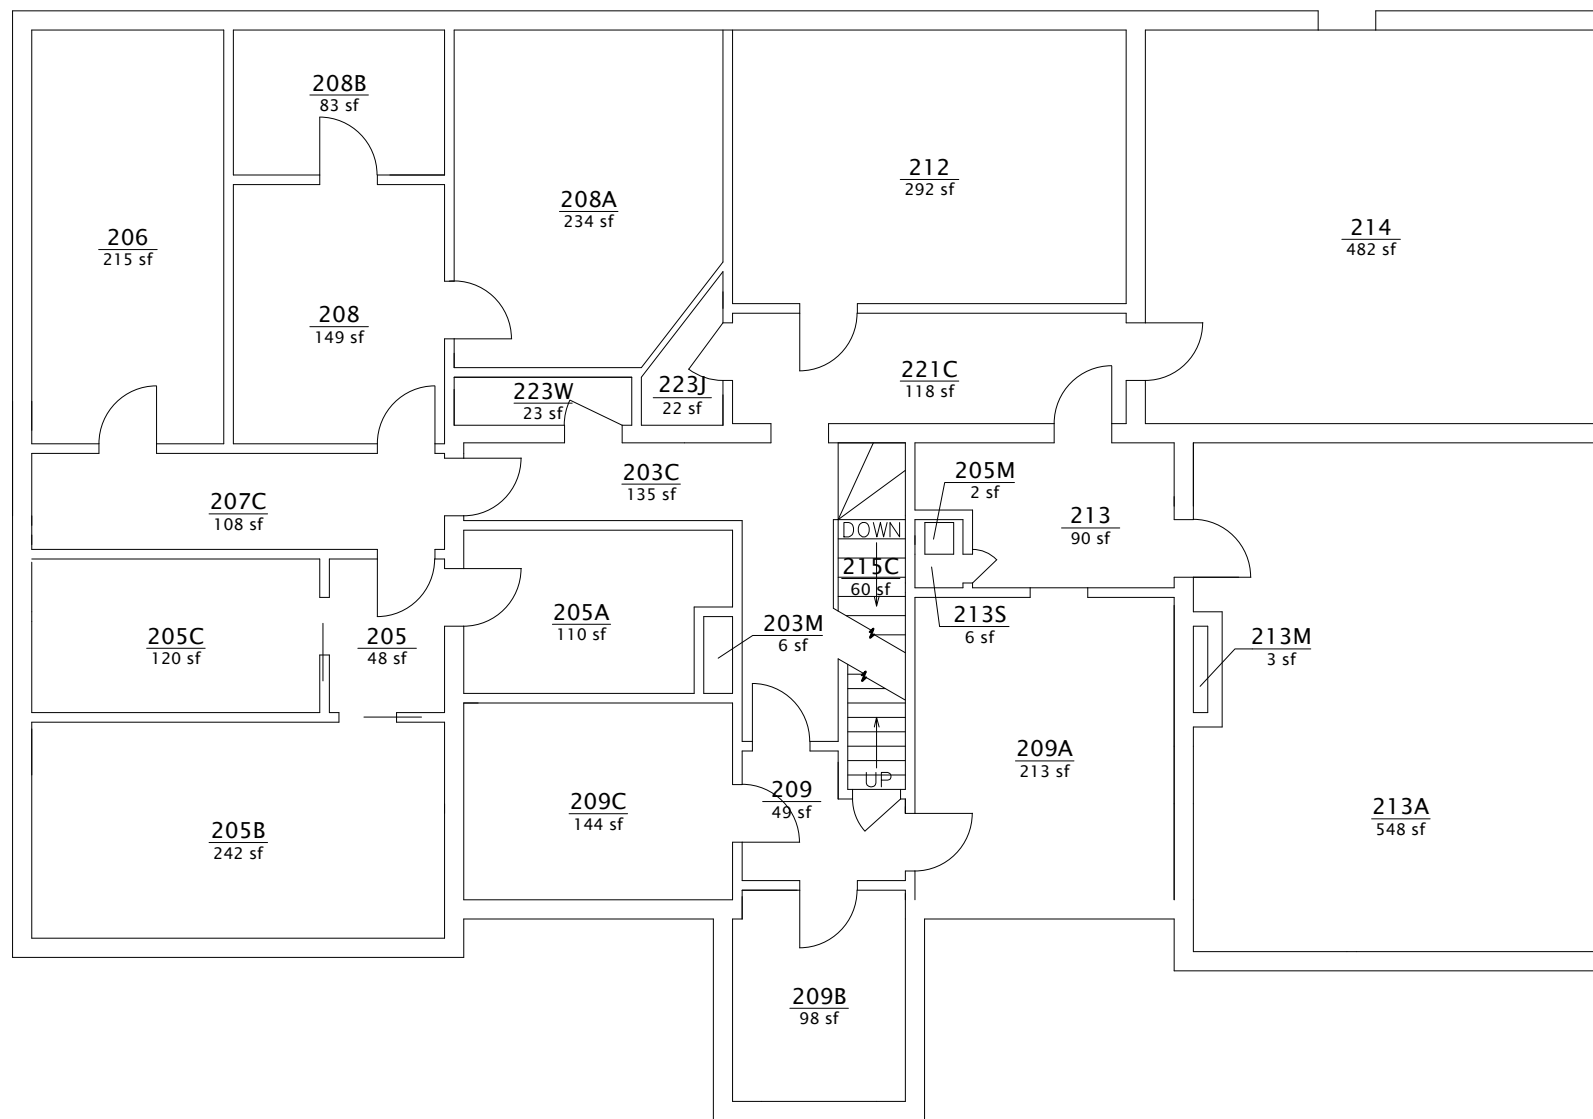 208B
83 sf
212
292 sf
208A
234 sf
206
215 sf
214
482 sf
208
149 sf
221C
118 sf
223W
23 sf
223J
22 sf
203C
135 sf
205M
2 sf
207C
108 sf
213
90 sf
DOWN
215C
60 sf
205A
110 sf
203M
6 sf
213S
6 sf
205C
120 sf
205
48 sf
213M
3 sf
209A
213 sf
UP
209
49 sf
209C
144 sf
205B
242 sf
213A
548 sf
209B
98 sf